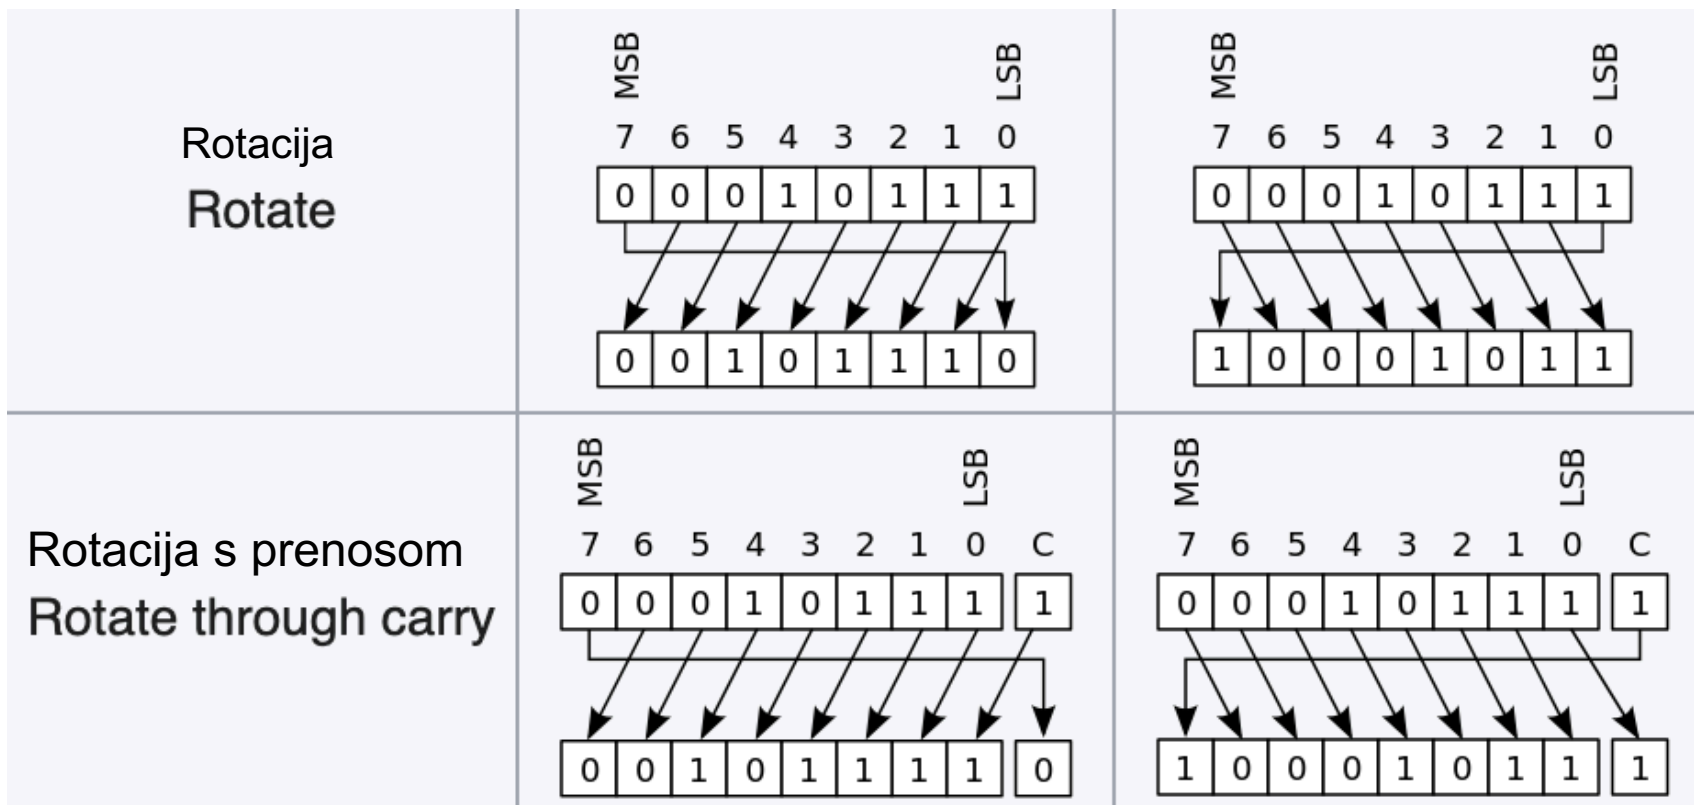 Rotacija
Rotate
MSB LSB
7 6 5 4 3 2 1 0
0 0 0 1 0 1 1 1
0 0 1 0 1 1 1 0
MSB LSB
7 6 5 4 3 2 1 0
0 0 0 1 0 1 1 1
1 0 0 0 1 0 1 1
Rotacija s prenosom
Rotate through carry
MSB LSB
7 6 5 4 3 2 1 0 C
0 0 0 1 0 1 1 1 1
0 0 1 0 1 1 1 1 0
MSB LSB
7 6 5 4 3 2 1 0 C
0 0 0 1 0 1 1 1 1
1 0 0 0 1 0 1 1 1